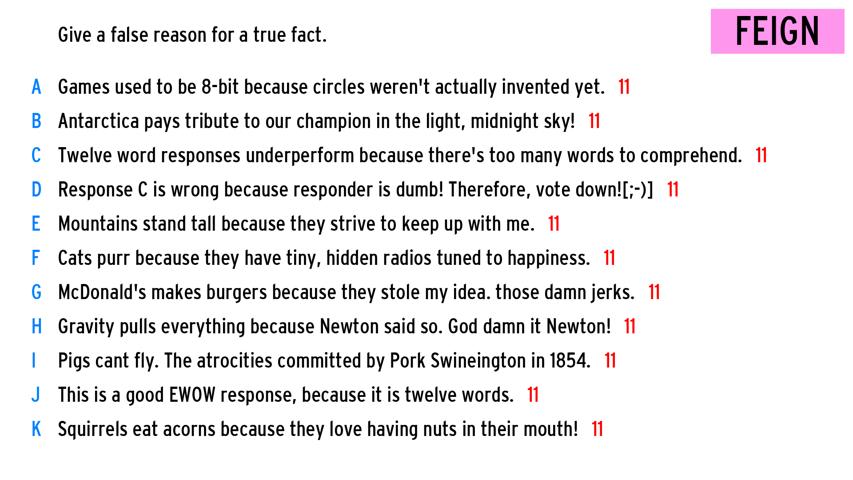 Give a false reason for a true fact.
FEIGN
A Games used to be 8-bit because circles weren't actually invented yet. 11
B Antarctica pays tribute to our champion in the light, midnight sky! 11
C Twelve word responses underperform because there's too many words to comprehend. 11
D Response C is wrong because responder is dumb! Therefore, vote down![;-)] 11
E Mountains stand tall because they strive to keep up with me. 11
F Cats purr because they have tiny, hidden radios tuned to happiness. 11
G McDonald's makes burgers because they stole my idea. those damn jerks. 11
H Gravity pulls everything because Newton said so. God damn it Newton! 11
I Pigs cant fly. The atrocities committed by Pork Swineington in 1854. 11
J This is a good EWOW response, because it is twelve words. 11
K Squirrels eat acorns because they love having nuts in their mouth! 11